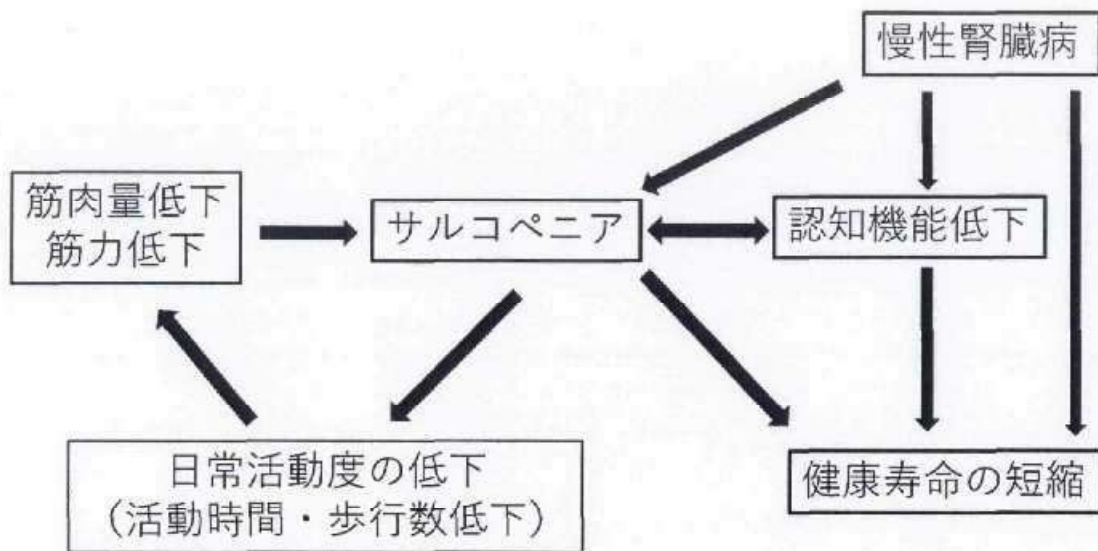 慢性腎臓病
筋肉量低下
筋力低下
サルコペニア
認知機能低下
日常活動度の低下
（活動時間・歩行数低下）
健康寿命の短縮